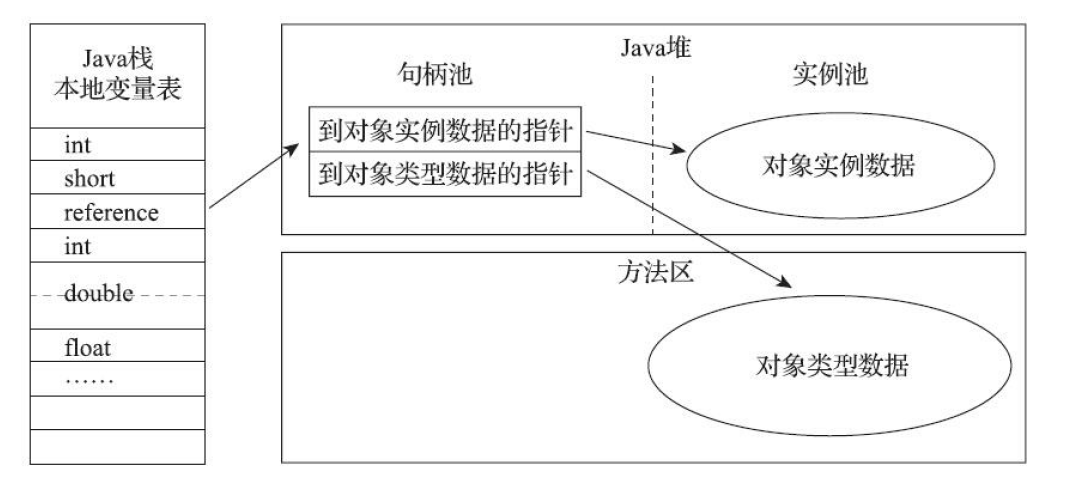 Java栈
本地变量表
int
short
reference
int
double
float
……
Java堆
句柄池
实例池
到对象实例数据的指针
到对象类型数据的指针
对象实例数据
方法区
对象类型数据